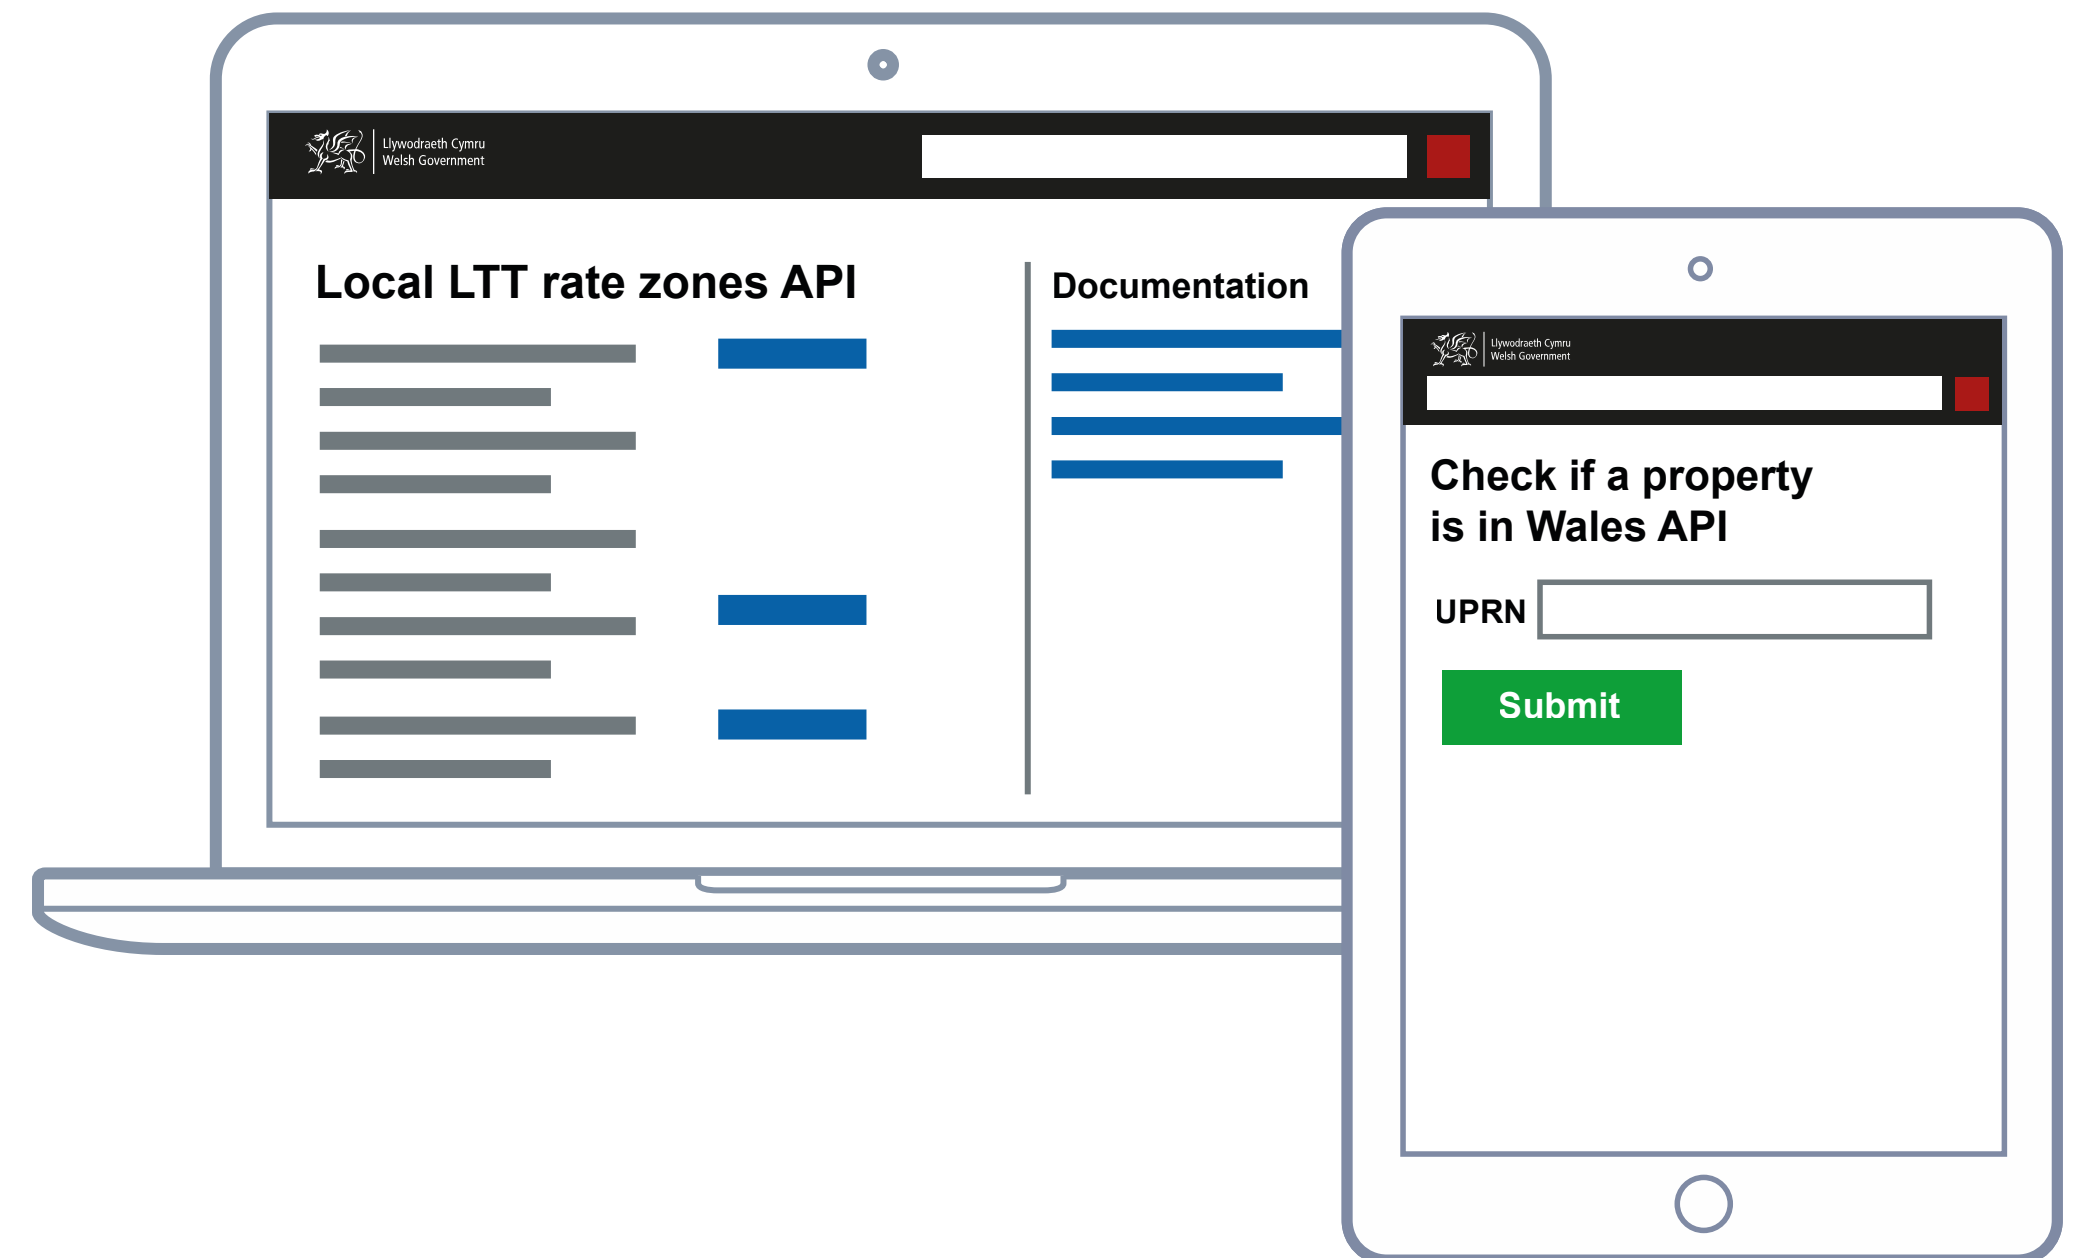 Llywodraeth Cymru
Welsh Government
Local LTT rate zones API
Documentation
Llywodraeth Cymru
Welsh Government
Check if a property
is in Wales API
UPRN
Submit